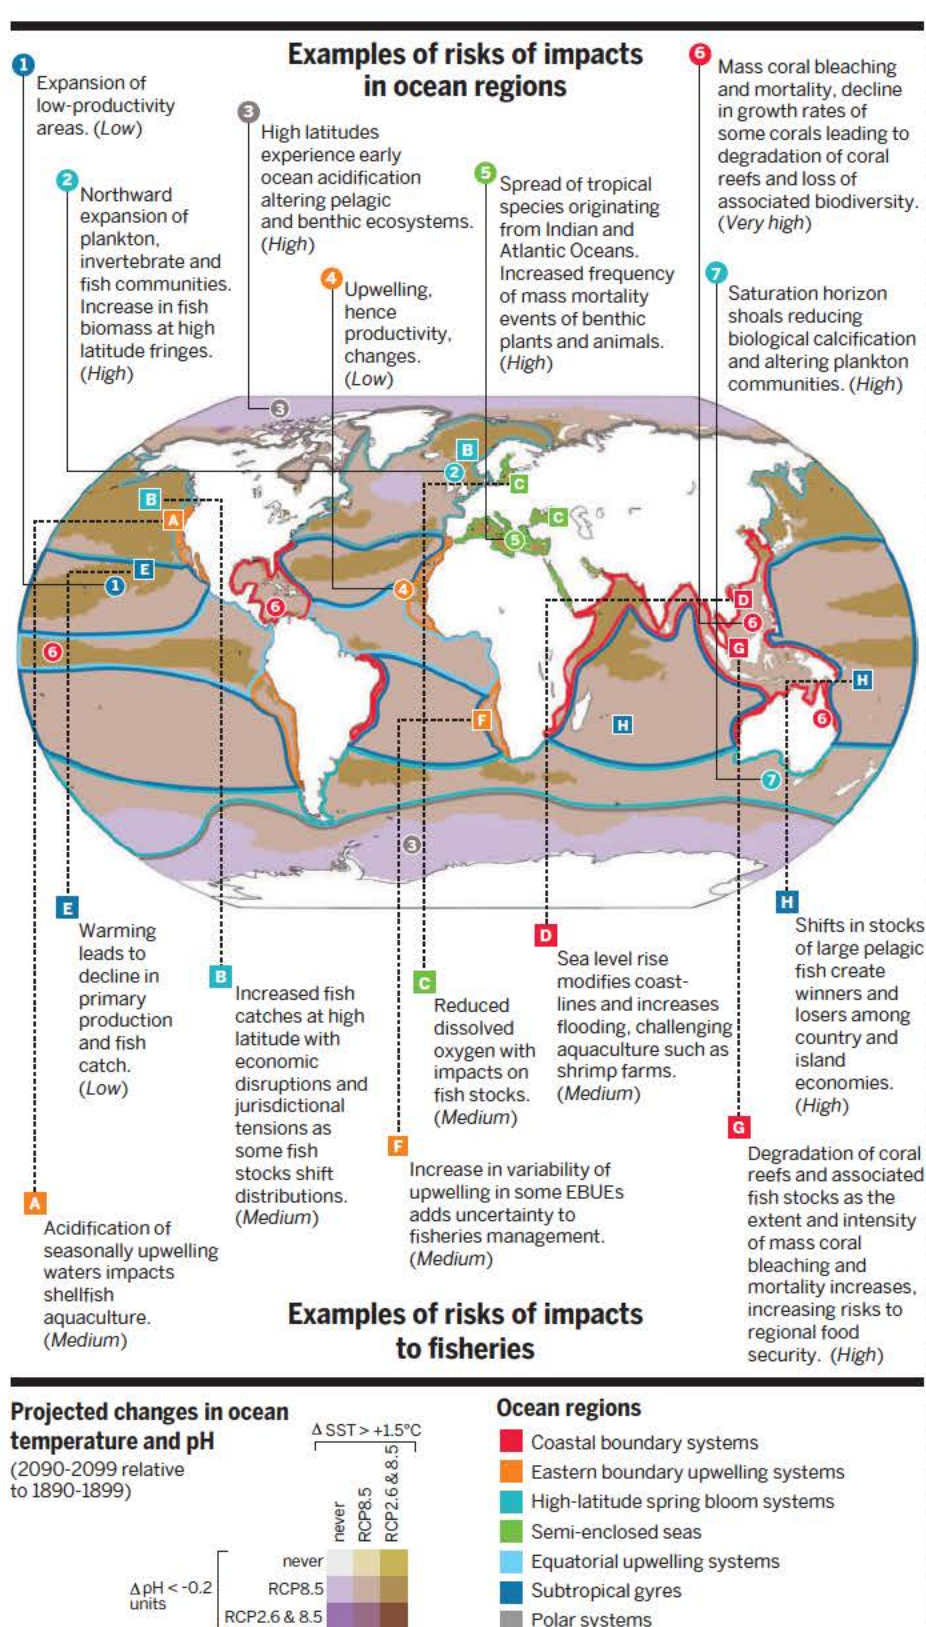 Examples of risks of impacts
in ocean regions
1
Expansion of
low-productivity
areas. (Low)
2
Northward
expansion of
plankton,
invertebrate and
fish communities.
Increase in fish
biomass at high
latitude fringes.
(High)
3
High latitudes
experience early
ocean acidification
altering pelagic
and benthic ecosystems.
(High)
4
Upwelling,
hence
productivity,
changes.
(Low)
5
Spread of tropical
species originating
from Indian and
Atlantic Oceans.
Increased frequency
of mass mortality
events of benthic
plants and animals.
(High)
6
Mass coral bleaching
and mortality, decline
in growth rates of
some corals leading to
degradation of coral
reefs and loss of
associated biodiversity.
(Very high)
7
Saturation horizon
shoals reducing
biological calcification
and altering plankton
communities. (High)
3
B
2
C
B
A
C
5
E
1
4
6
D
6
6
G
H
F
H
6
7
3
E
Warming
leads to
decline in
primary
production
and fish
catch.
(Low)
B
Increased fish
catches at high
latitude with
economic
disruptions and
jurisdictional
tensions as
some fish
stocks shift
distributions.
(Medium)
C
Reduced
dissolved
oxygen with
impacts on
fish stocks.
(Medium)
D
Sea level rise
modifies coast-
lines and increases
flooding, challenging
aquaculture such as
shrimp farms.
(Medium)
H
Shifts in stocks
of large pelagic
fish create
winners and
losers among
country and
island
economies.
(High)
A
Acidification of
seasonally upwelling
waters impacts
shellfish
aquaculture.
(Medium)
F
Increase in variability of
upwelling in some EBUEs
adds uncertainty to
fisheries management.
(Medium)
G
Degradation of coral
reefs and associated
fish stocks as the
extent and intensity
of mass coral
bleaching and
mortality increases,
increasing risks to
regional food
security. (High)
Examples of risks of impacts
to fisheries
Projected changes in ocean
temperature and pH
(2090-2099 relative
to 1890-1899)
Δ SST > +1.5°C
never
RCP8.5
RCP2.6 & 8.5
Δ pH < -0.2
units
never
RCP8.5
RCP2.6 & 8.5
Ocean regions
Coastal boundary systems
Eastern boundary upwelling systems
High-latitude spring bloom systems
Semi-enclosed seas
Equatorial upwelling systems
Subtropical gyres
Polar systems